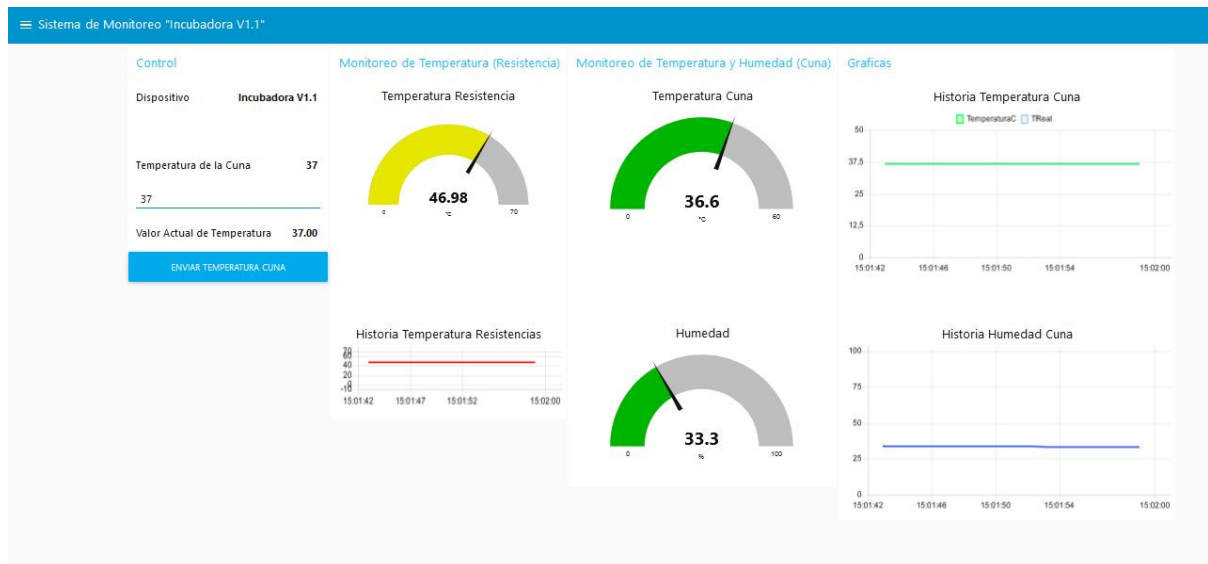 ≡ Sistema de Monitoreo "Incubadora V1.1"
Control
Dispositivo Incubadora V1.1
Temperatura de la Cuna 37
37
Valor Actual de Temperatura 37.00
ENVIAR TEMPERATURA CUNA
Monitoreo de Temperatura (Resistencia)
Temperatura Resistencia
46.98
0 °C 70
Historia Temperatura Resistencias
70
60
40
20
0
-10
15:01:42 15:01:47 15:01:52 15:02:00
Monitoreo de Temperatura y Humedad (Cuna)
Temperatura Cuna
36.6
0 °C 60
Humedad
33.3
0 % 100
Graficas
Historia Temperatura Cuna
TemperaturaC TReal
50
37,5
25
12,5
0
15:01:42 15:01:46 15:01:50 15:01:54 15:02:00
Historia Humedad Cuna
100
75
50
25
0
15:01:42 15:01:46 15:01:50 15:01:54 15:02:00